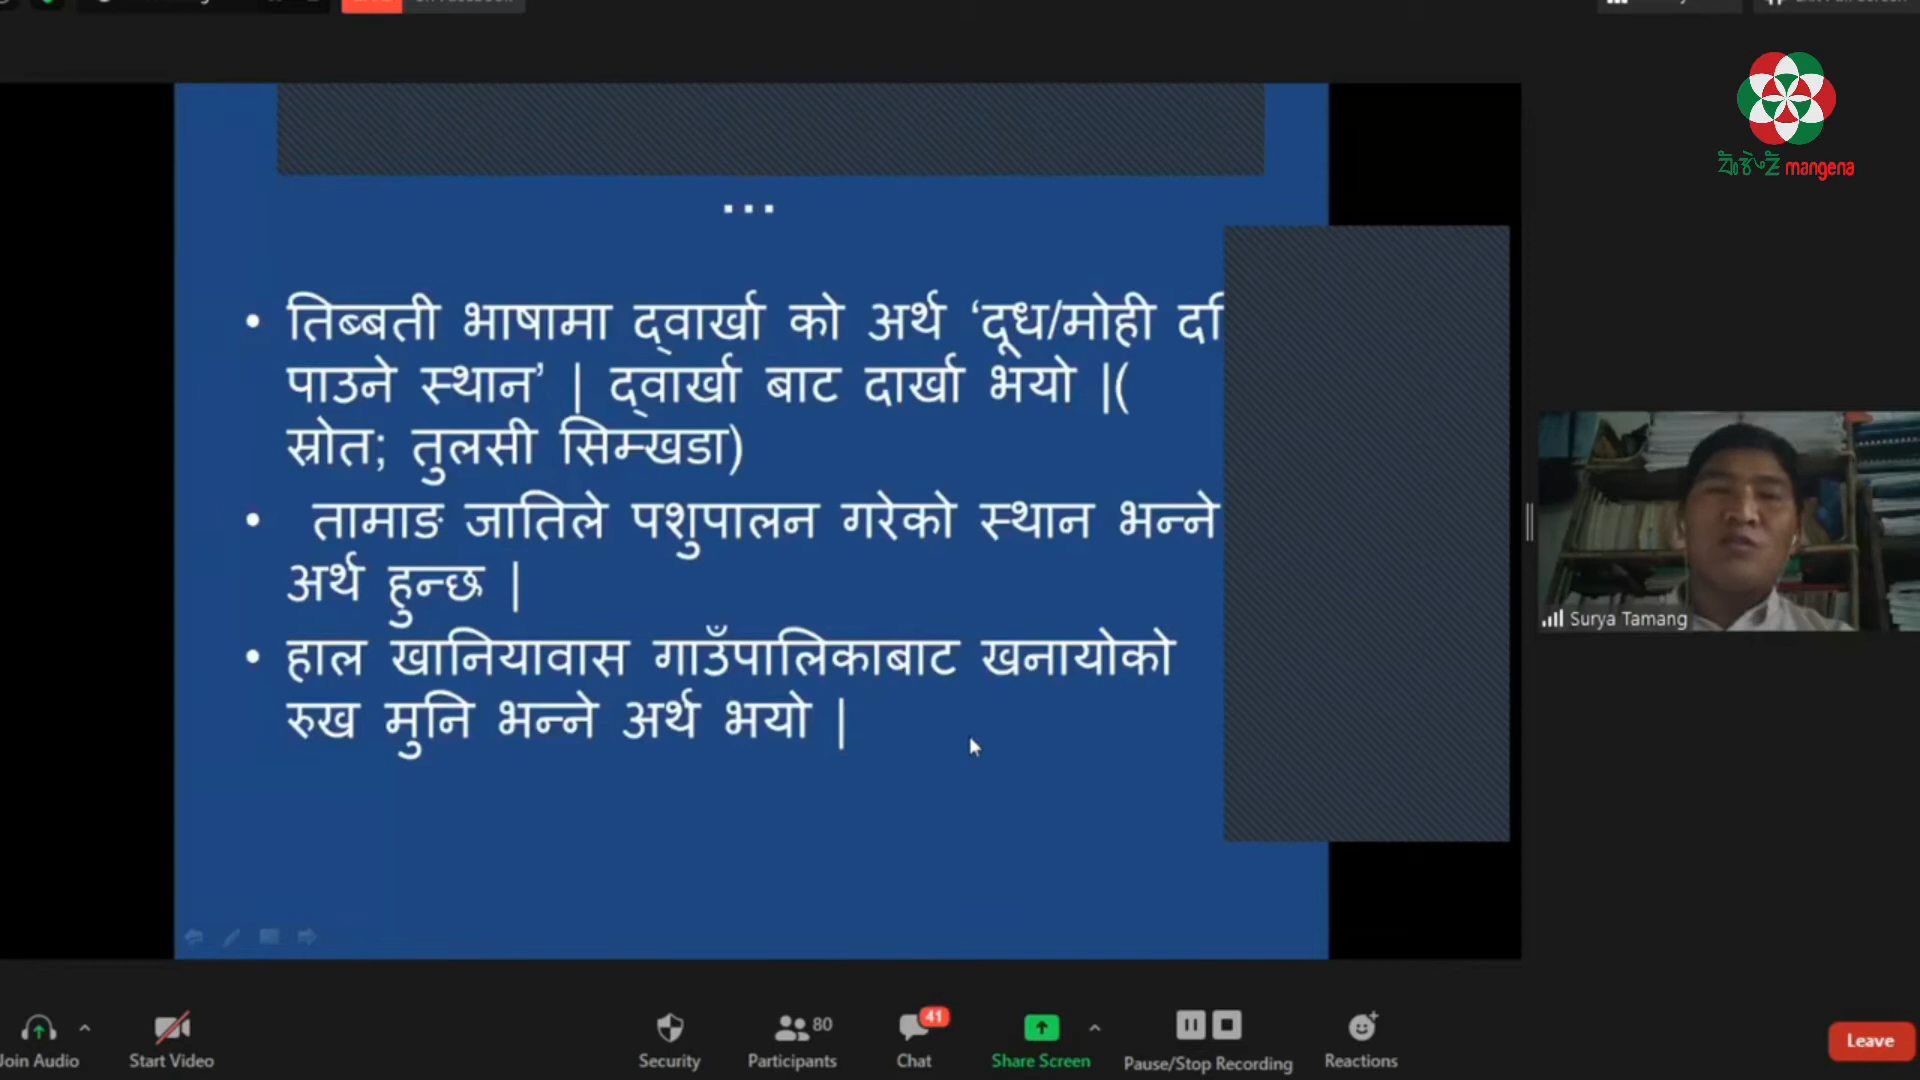 ...
• तिब्बती भाषामा द्वार्खा को अर्थ ‘दूध/मोही
पाउने स्थान’ | द्वार्खा बाट दार्खा भयो |(
स्रोत; तुलसी सिम्खडा)
• तामाङ जातिले पशुपालन गरेको स्थान भन्ने
अर्थ हुन्छ |
• हाल खानियावास गाउँपालिकाबाट खनायोको
रुख मुनि भन्ने अर्थ भयो |
mangena
Surya Tamang
Join Audio
Start Video
Security
Participants 80
Chat 41
Share Screen
Pause/Stop Recording
Reactions
Leave